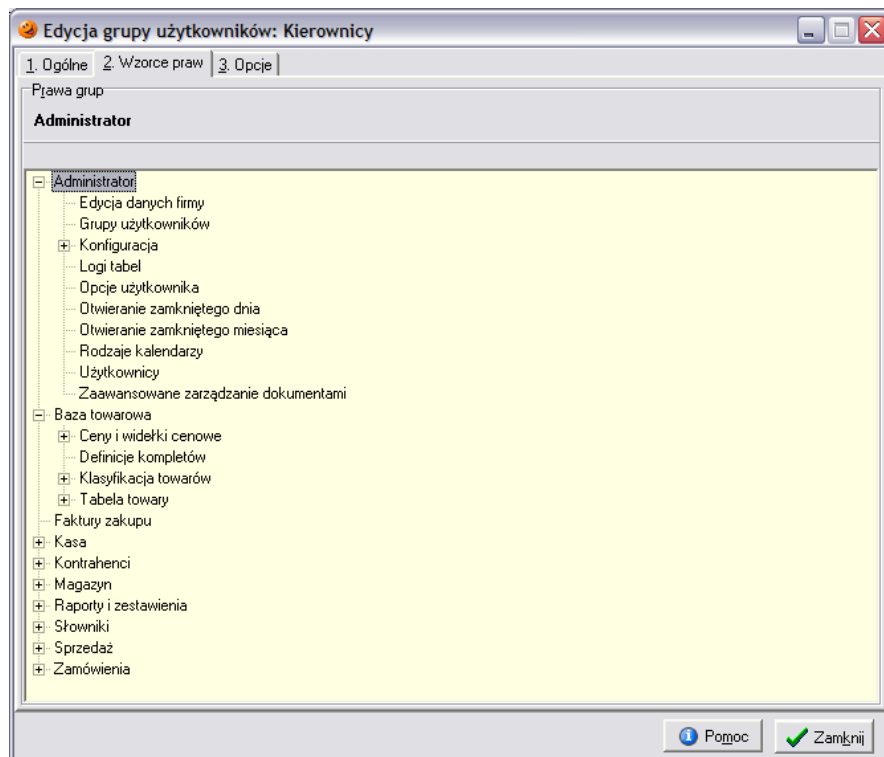 Edycja grupy użytkowników: Kierownicy
1. Ogólne 2. Wzorce praw 3. Opcje
Prawa grup
Administrator
Administrator
Edycja danych firmy
Grupy użytkowników
Konfiguracja
Logi tabel
Opcje użytkownika
Otwieranie zamkniętego dnia
Otwieranie zamkniętego miesiąca
Rodzaje kalendarzy
Użytkownicy
Zaawansowane zarządzanie dokumentami
Baza towarowa
Ceny i widełki cenowe
Definicje kompletów
Klasyfikacja towarów
Tabela towary
Faktury zakupu
Kasa
Kontrahenci
Magazyn
Raporty i zestawienia
Słowniki
Sprzedaż
Zamówienia
Pomoc Zamknij